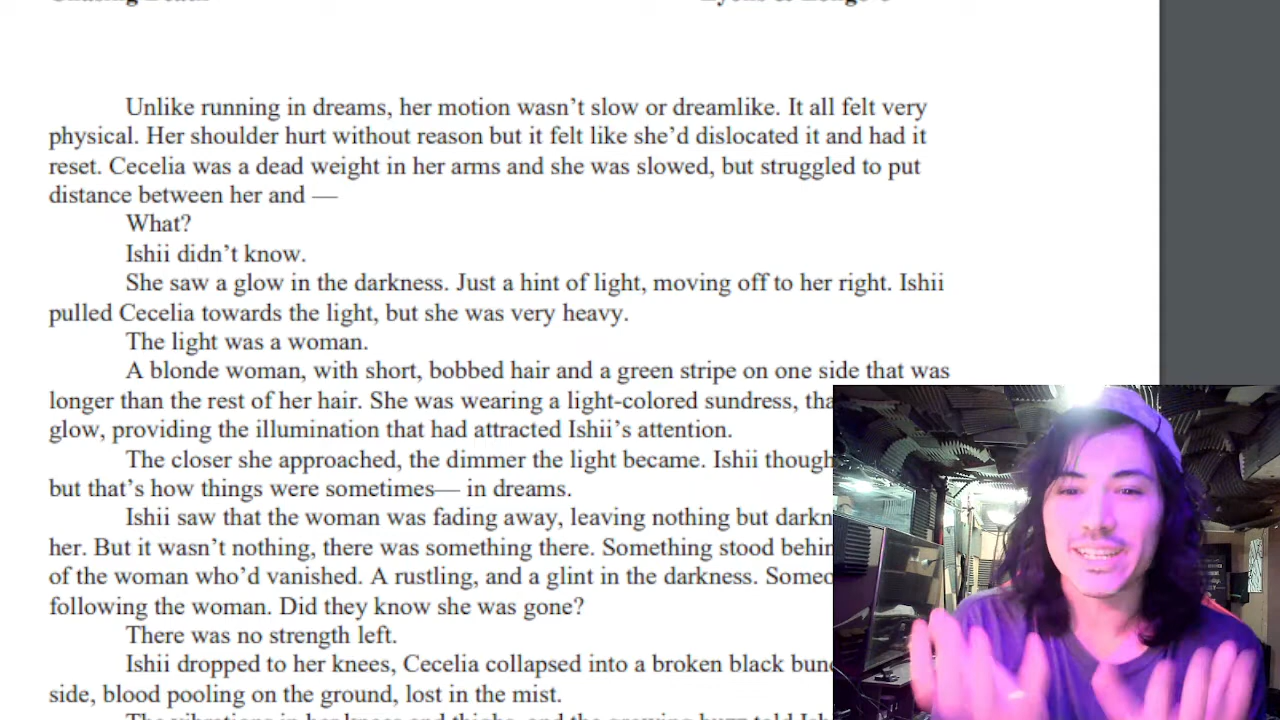 Unlike running in dreams, her motion wasn’t slow or dreamlike. It all felt very
physical. Her shoulder hurt without reason but it felt like she’d dislocated it and had it
reset. Cecelia was a dead weight in her arms and she was slowed, but struggled to put
distance between her and —
What?
Ishii didn’t know.
She saw a glow in the darkness. Just a hint of light, moving off to her right. Ishii
pulled Cecelia towards the light, but she was very heavy.
The light was a woman.
A blonde woman, with short, bobbed hair and a green stripe on one side that was
longer than the rest of her hair. She was wearing a light-colored sundress,
glow, providing the illumination that had attracted Ishii’s attention.
The closer she approached, the dimmer the light became. Ishii
but that’s how things were sometimes— in dreams.
Ishii saw that the woman was fading away, leaving nothing but
her. But it wasn’t nothing, there was something there. Something stood
of the woman who’d vanished. A rustling, and a glint in the darkness.
following the woman. Did they know she was gone?
There was no strength left.
Ishii dropped to her knees, Cecelia collapsed into a broken black
side, blood pooling on the ground, lost in the mist.